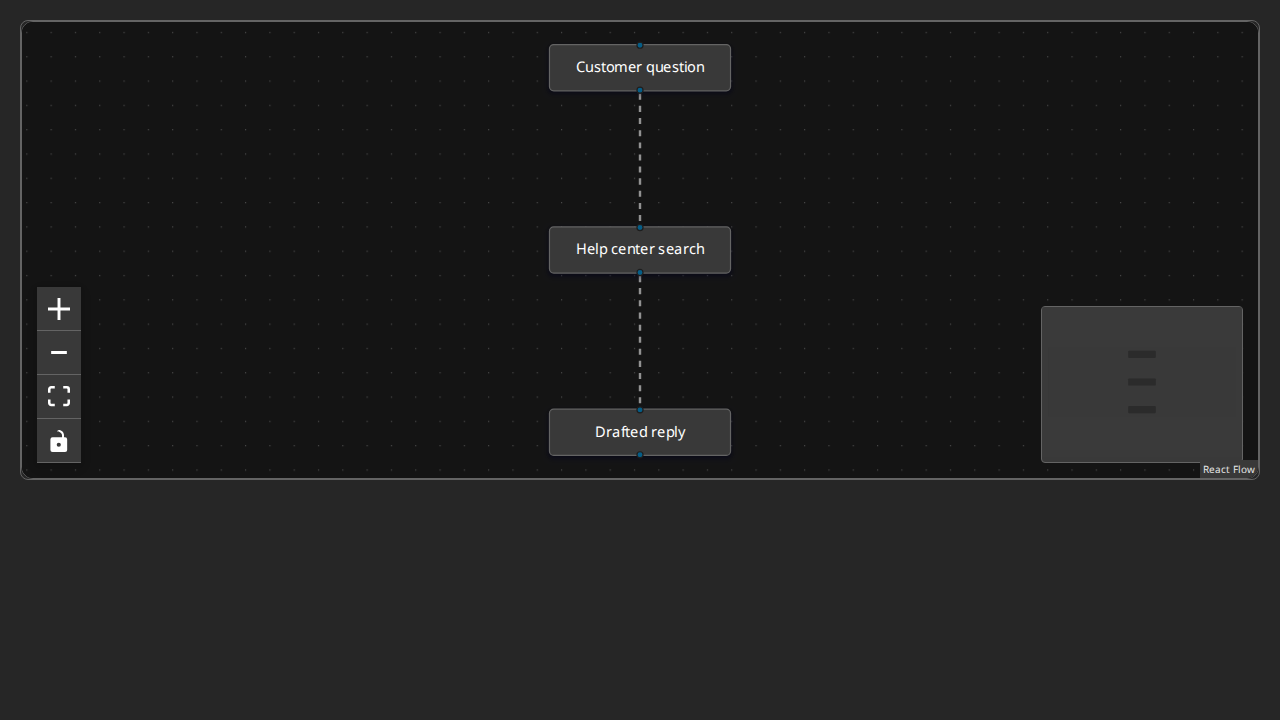 Customer question
Help center search
Drafted reply
React Flow